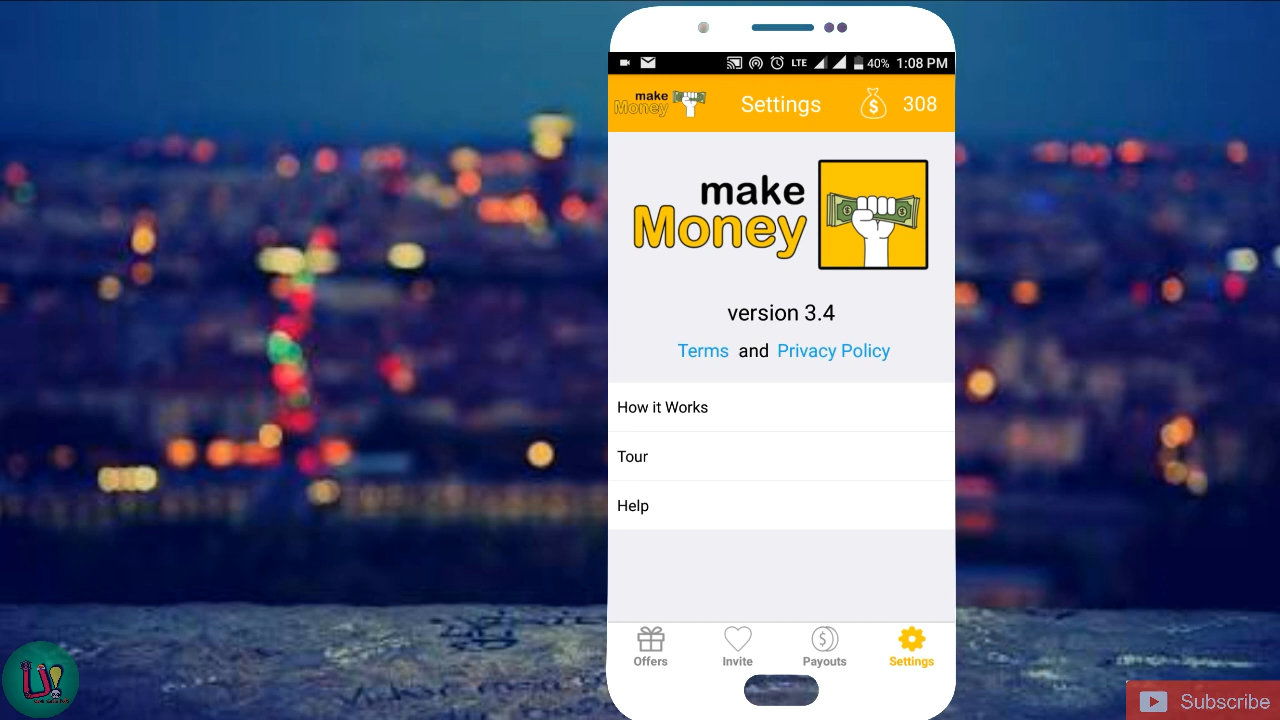 LTE 40% 1:08 PM
make
Money
Settings
308
make
Money
version 3.4
Terms and Privacy Policy
How it Works
Tour
Help
Offers
Invite
Payouts
Settings
U!
Subscribe